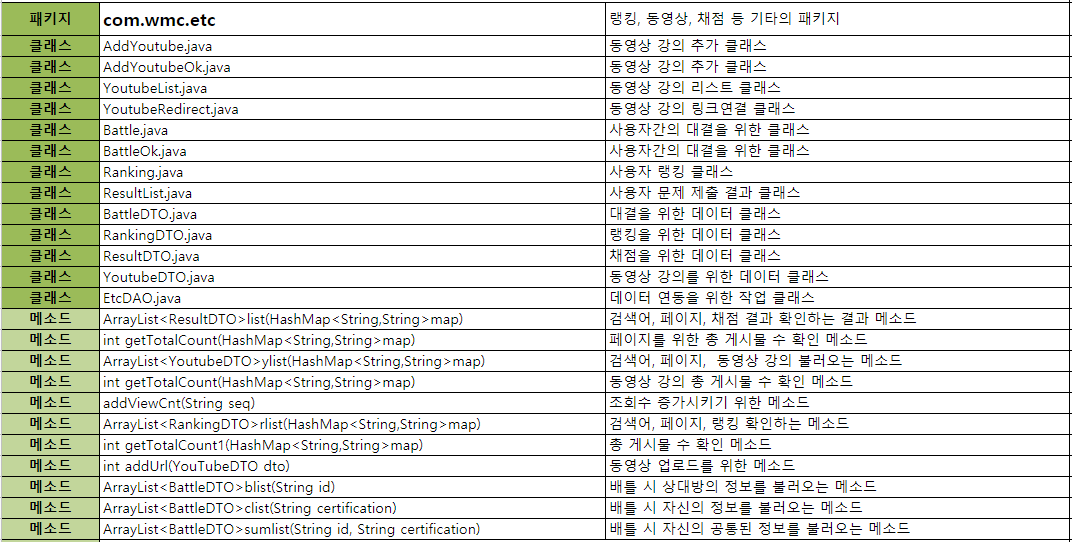 패키지 com.wmc.etc 랭킹, 동영상, 채점 등 기타의 패키지
클래스 AddYoutube.java 동영상 강의 추가 클래스
클래스 AddYoutubeOk.java 동영상 강의 추가 클래스
클래스 YoutubeList.java 동영상 강의 리스트 클래스
클래스 YoutubeRedirect.java 동영상 강의 링크연결 클래스
클래스 Battle.java 사용자간의 대결을 위한 클래스
클래스 BattleOk.java 사용자간의 대결을 위한 클래스
클래스 Ranking.java 사용자 랭킹 클래스
클래스 ResultList.java 사용자 문제 제출 결과 클래스
클래스 BattleDTO.java 대결을 위한 데이터 클래스
클래스 RankingDTO.java 랭킹을 위한 데이터 클래스
클래스 ResultDTO.java 채점을 위한 데이터 클래스
클래스 YoutubeDTO.java 동영상 강의를 위한 데이터 클래스
클래스 EtcDAO.java 데이터 연동을 위한 작업 클래스
메소드 ArrayList<ResultDTO>list(HashMap<String,String>map) 검색어, 페이지, 채점 결과 확인하는 결과 메소드
메소드 int getTotalCount(HashMap<String,String>map) 페이지를 위한 총 게시물 수 확인 메소드
메소드 ArrayList<YoutubeDTO>ylist(HashMap<String,String>map) 검색어, 페이지, 동영상 강의 불러오는 메소드
메소드 int getTotalCount(HashMap<String,String>map) 동영상 강의 총 게시물 수 확인 메소드
메소드 addViewCnt(String seq) 조회수 증가시키기 위한 메소드
메소드 ArrayList<RankingDTO>rlist(HashMap<String,String>map) 검색어, 페이지, 랭킹 확인하는 메소드
메소드 int getTotalCount1(HashMap<String,String>map) 총 게시물 수 확인 메소드
메소드 int addUrl(YouTubeDTO dto) 동영상 업로드를 위한 메소드
메소드 ArrayList<BattleDTO>blist(String id) 배틀 시 상대방의 정보를 불러오는 메소드
메소드 ArrayList<BattleDTO>clist(String certification) 배틀 시 자신의 정보를 불러오는 메소드
메소드 ArrayList<BattleDTO>sumlist(String id, String certification) 배틀 시 자신의 공통된 정보를 불러오는 메소드